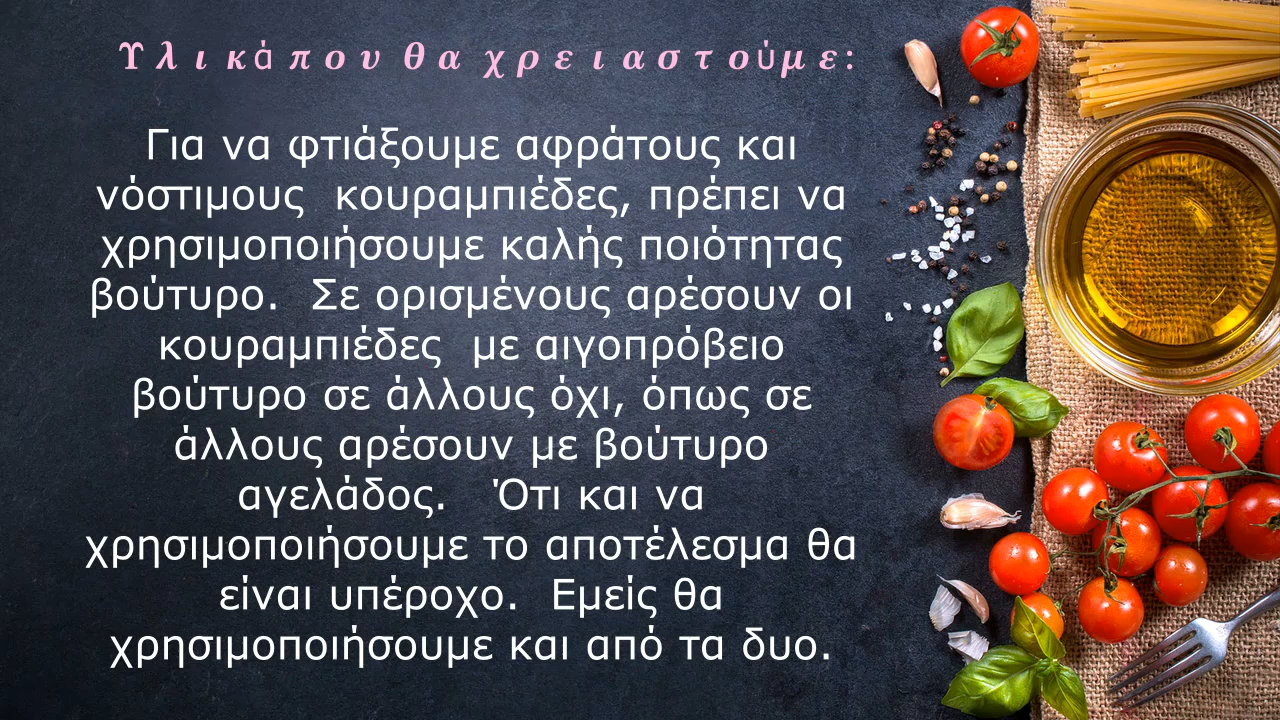 Υλικά που θα χρειαστούμε:
Για να φτιάξουμε αφράτους και
νόστιμους κουραμπιέδες, πρέπει να
χρησιμοποιήσουμε καλής ποιότητας
βούτυρο. Σε ορισμένους αρέσουν οι
κουραμπιέδες με αιγοπρόβειο
βούτυρο σε άλλους όχι, όπως σε
άλλους αρέσουν με βούτυρο
αγελάδος. Ότι και να
χρησιμοποιήσουμε το αποτέλεσμα θα
είναι υπέροχο. Εμείς θα
χρησιμοποιήσουμε και από τα δυο.